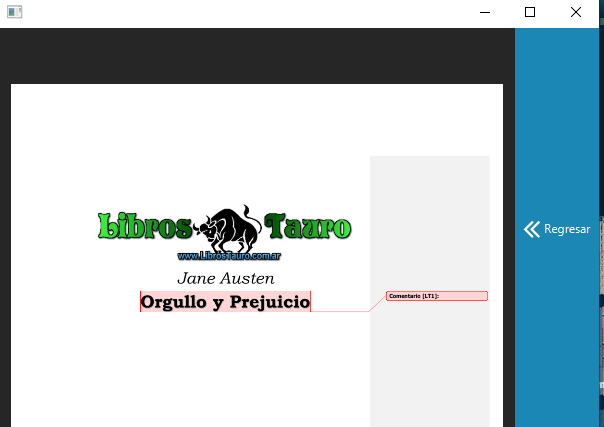 Libros Tauro
www.LibrosTauro.com.ar
Jane Austen
Orgullo y Prejuicio
Comentario [LT1]:
Regresar